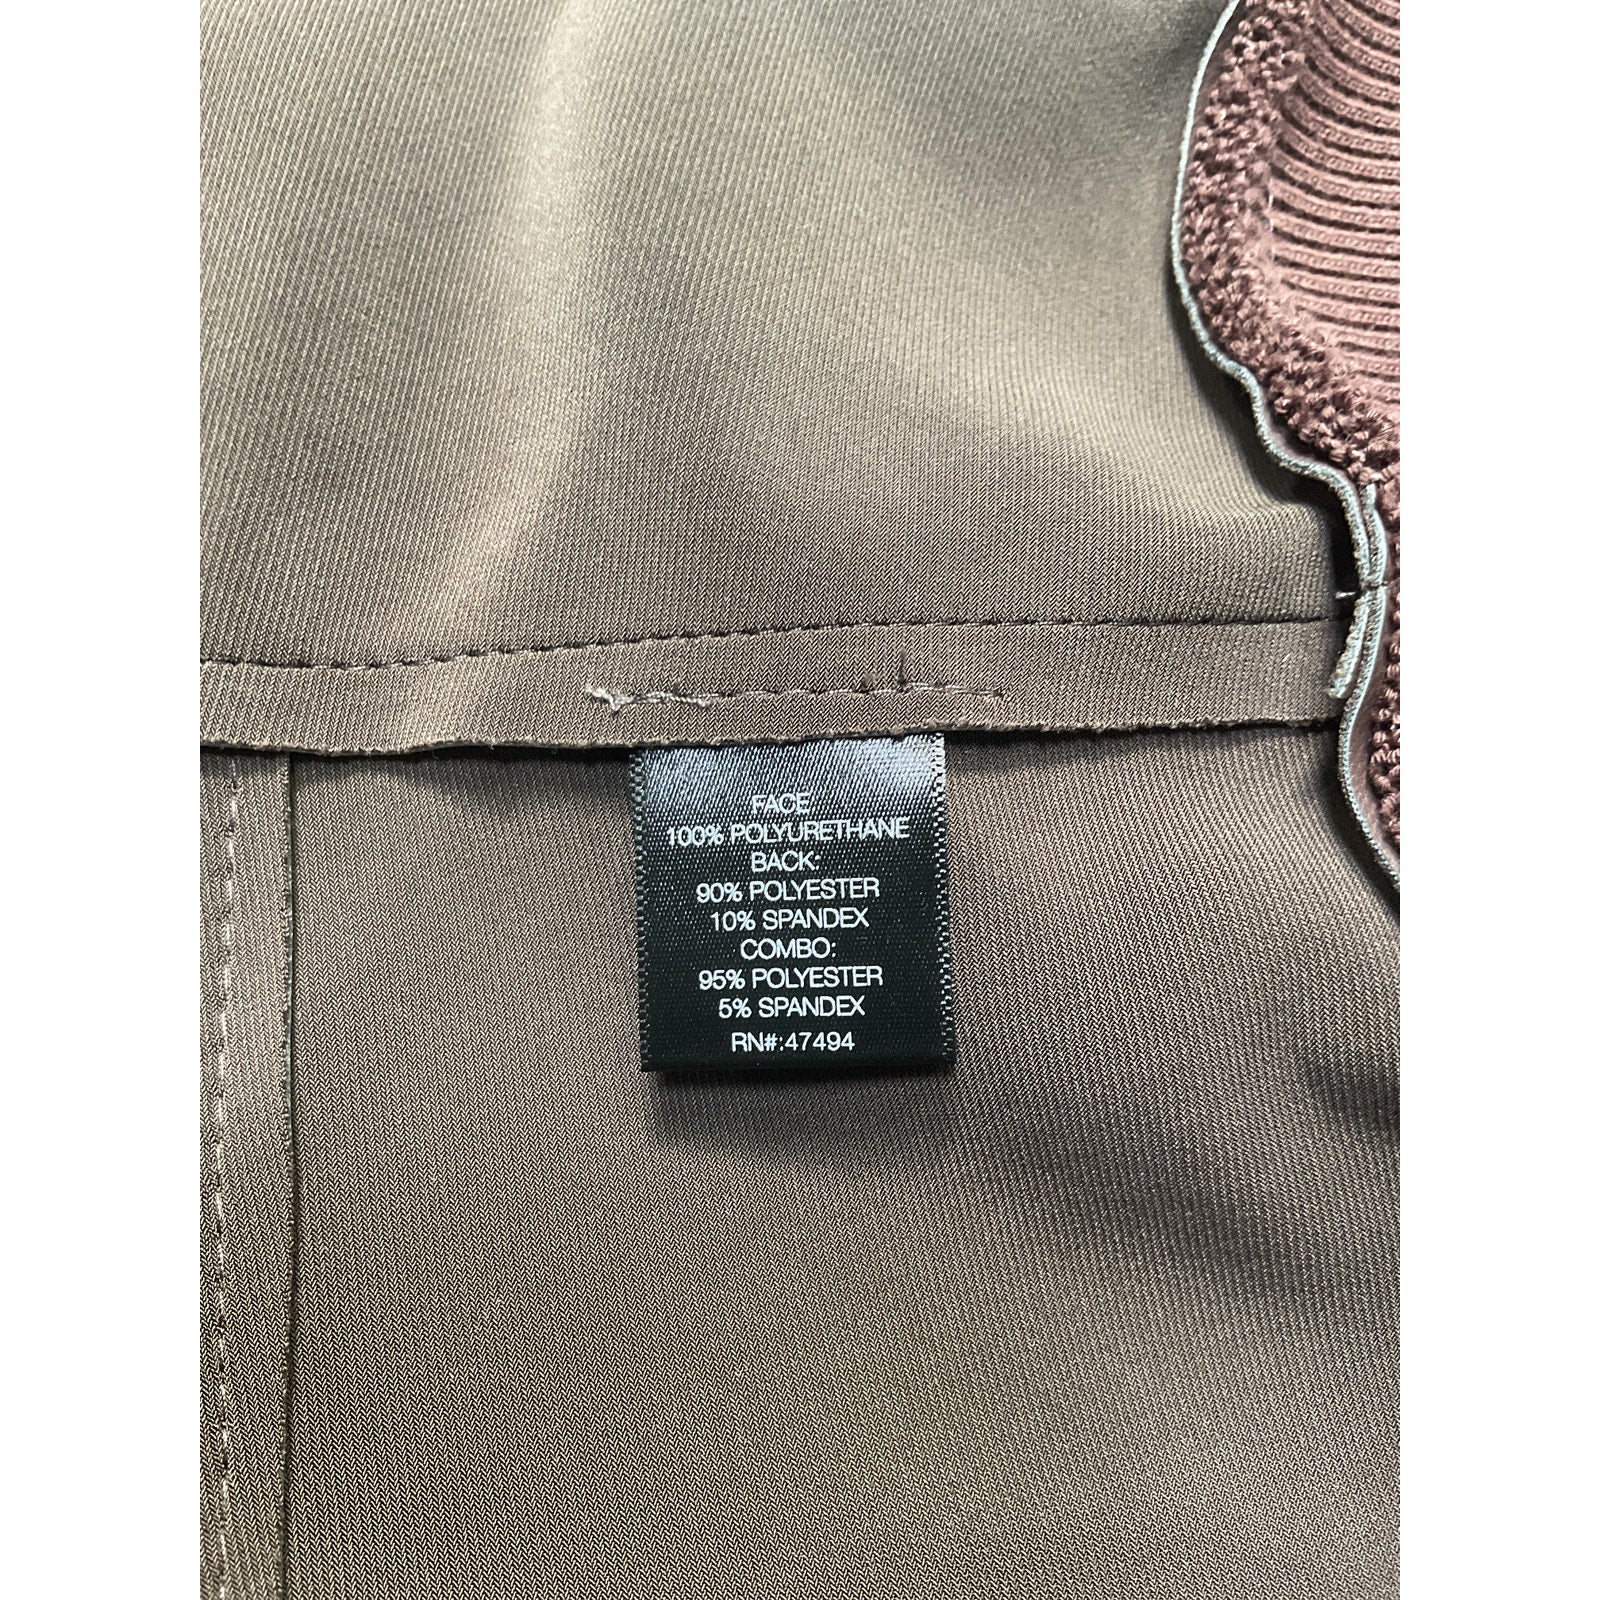 FACE
100% POLYURETHANE
BACK:
90% POLYESTER
10% SPANDEX
COMBO:
95% POLYESTER
5% SPANDEX
RN#:47494